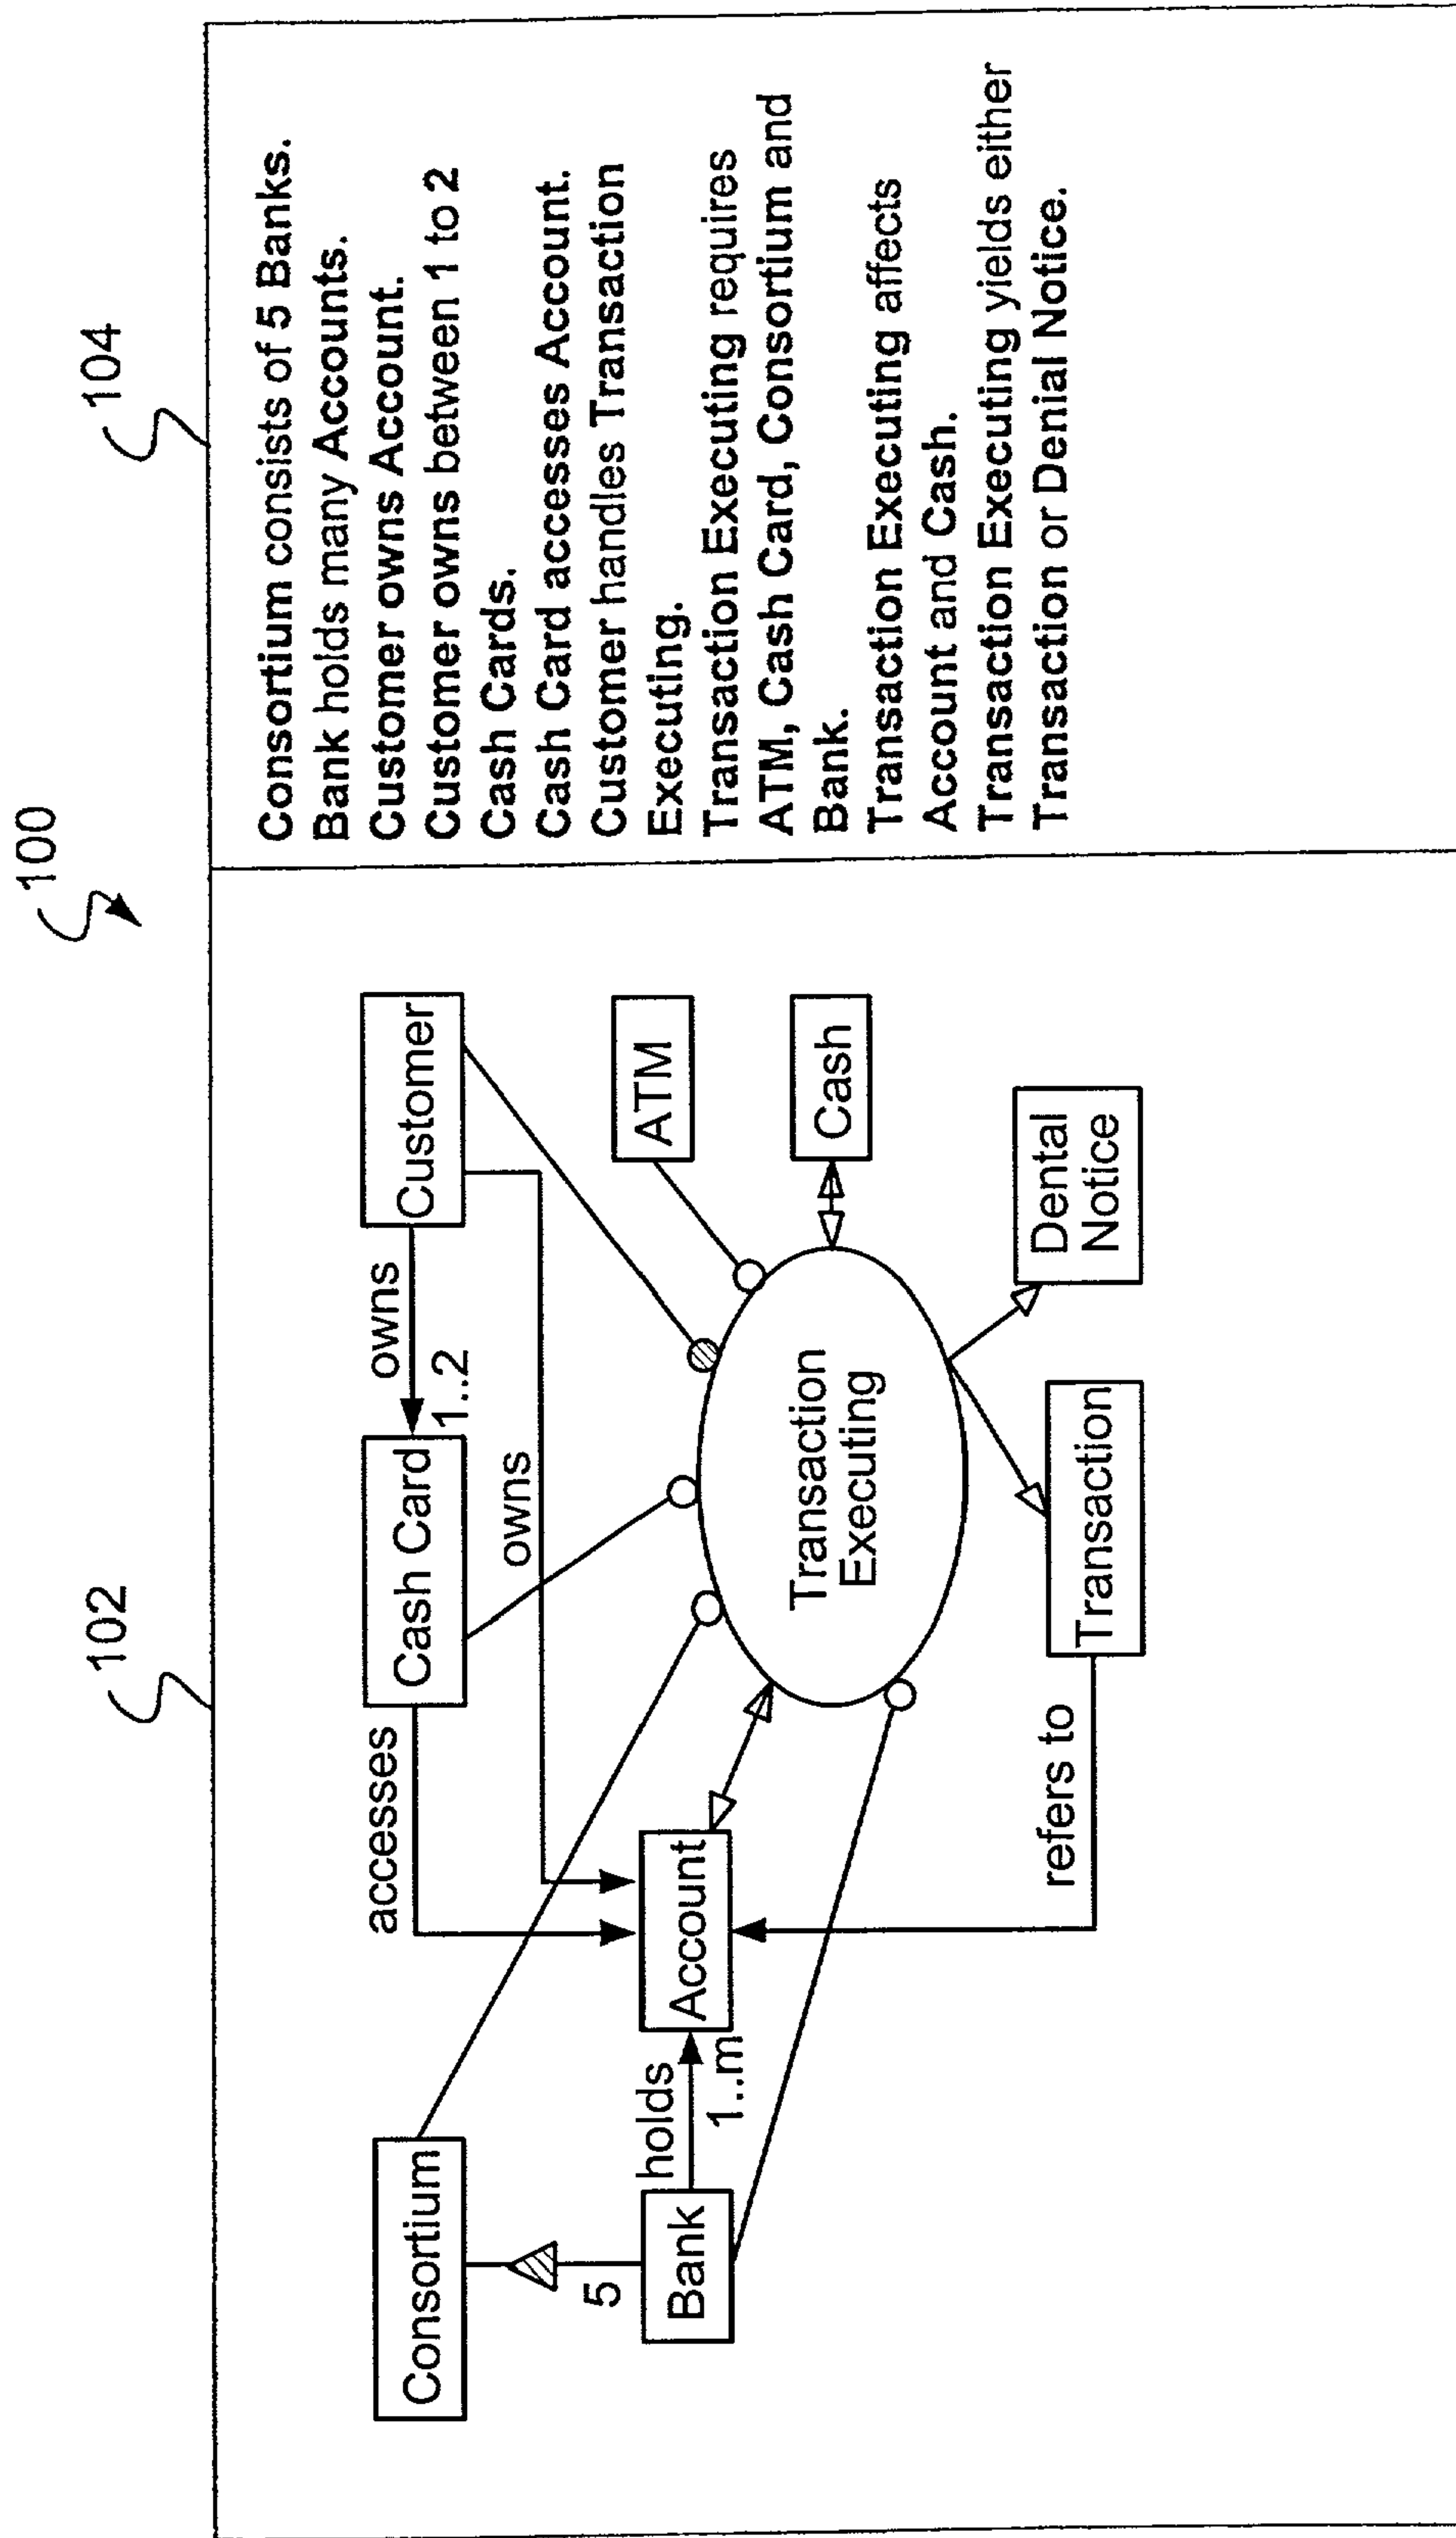 100
102
104
Consortium
Cash Card
Customer
accesses
owns
1..2
owns
5
holds
Bank
1..m
Account
ATM
Transaction
Executing
Cash
refers to
Transaction
Dental
Notice
Consortium consists of 5 Banks.
Bank holds many Accounts.
Customer owns Account.
Customer owns between 1 to 2
Cash Cards.
Cash Card accesses Account.
Customer handles Transaction
Executing.
Transaction Executing requires
ATM, Cash Card, Consortium and
Bank.
Transaction Executing affects
Account and Cash.
Transaction Executing yields either
Transaction or Denial Notice.